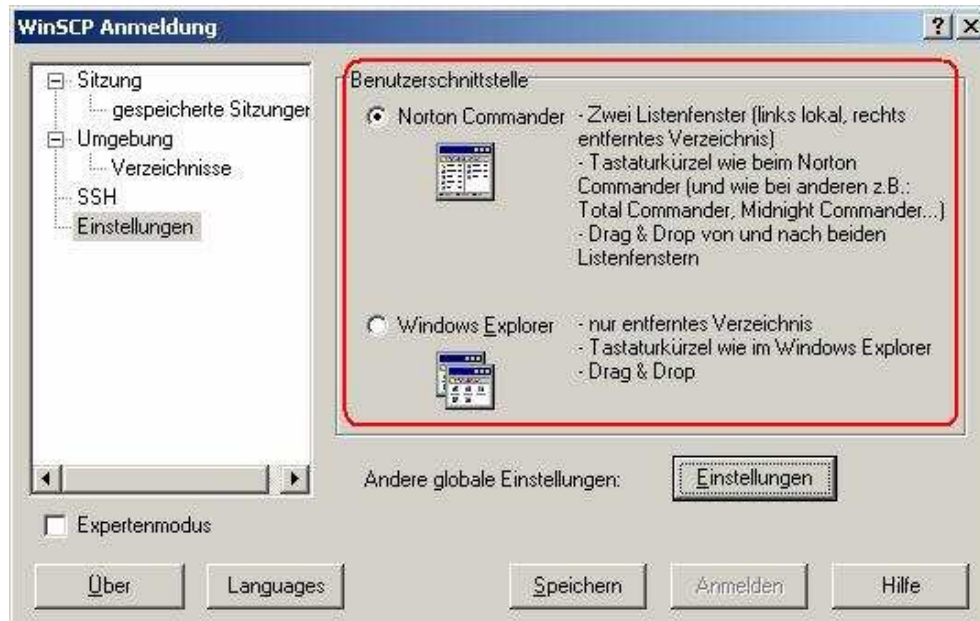 WinSCP Anmeldung
Sitzung
gespeicherte Sitzunger
Umgebung
Verzeichnisse
SSH
Einstellungen
Expertenmodus
Benutzerschnittstelle
Norton Commander
- Zwei Listenfenster (links lokal, rechts
entferntes Verzeichnis)
- Tastaturkürzel wie beim Norton
Commander (und wie bei anderen z.B.:
Total Commander, Midnight Commander...)
- Drag & Drop von und nach beiden
Listenfenstern
Windows Explorer
- nur entferntes Verzeichnis
- Tastaturkürzel wie im Windows Explorer
- Drag & Drop
Andere globale Einstellungen:
Einstellungen
Über
Languages
Speichern
Anmelden
Hilfe